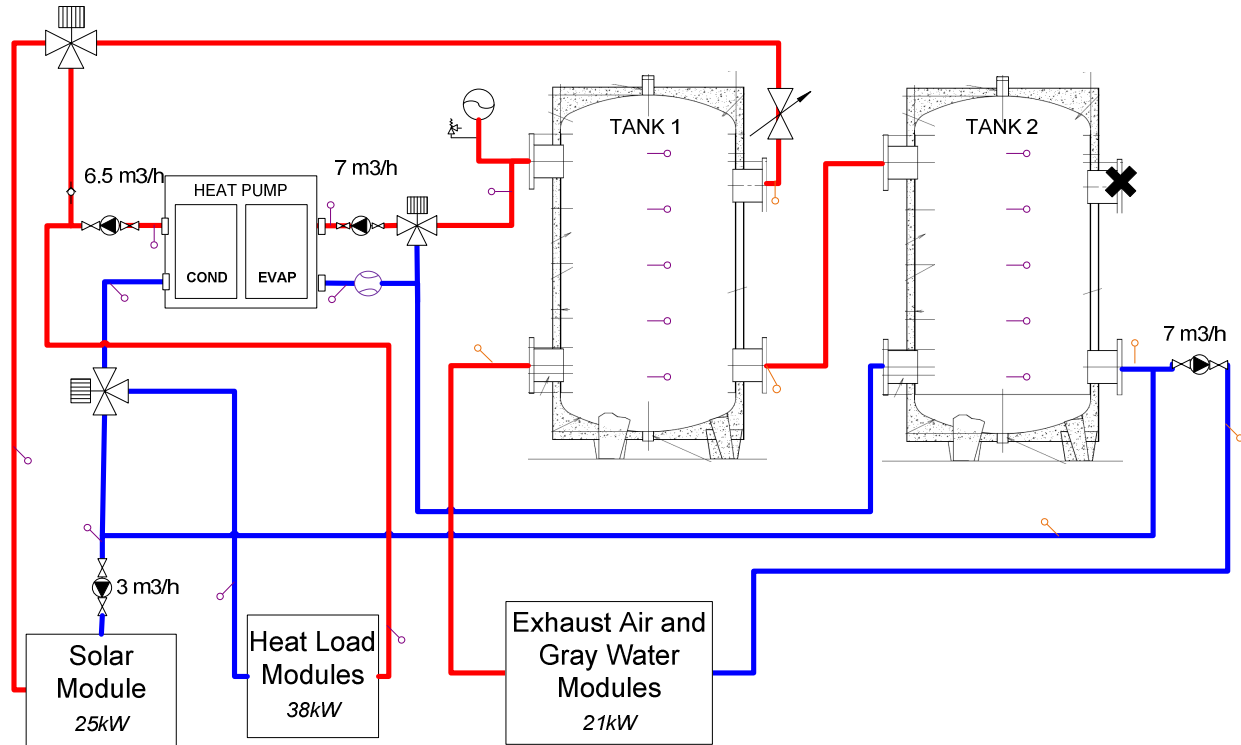 TANK 1
TANK 2
6.5 m3/h
7 m3/h
HEAT PUMP
COND
EVAP
7 m3/h
3 m3/h
Solar
Module
25kW
Heat Load
Modules
38kW
Exhaust Air and
Gray Water
Modules
21kW